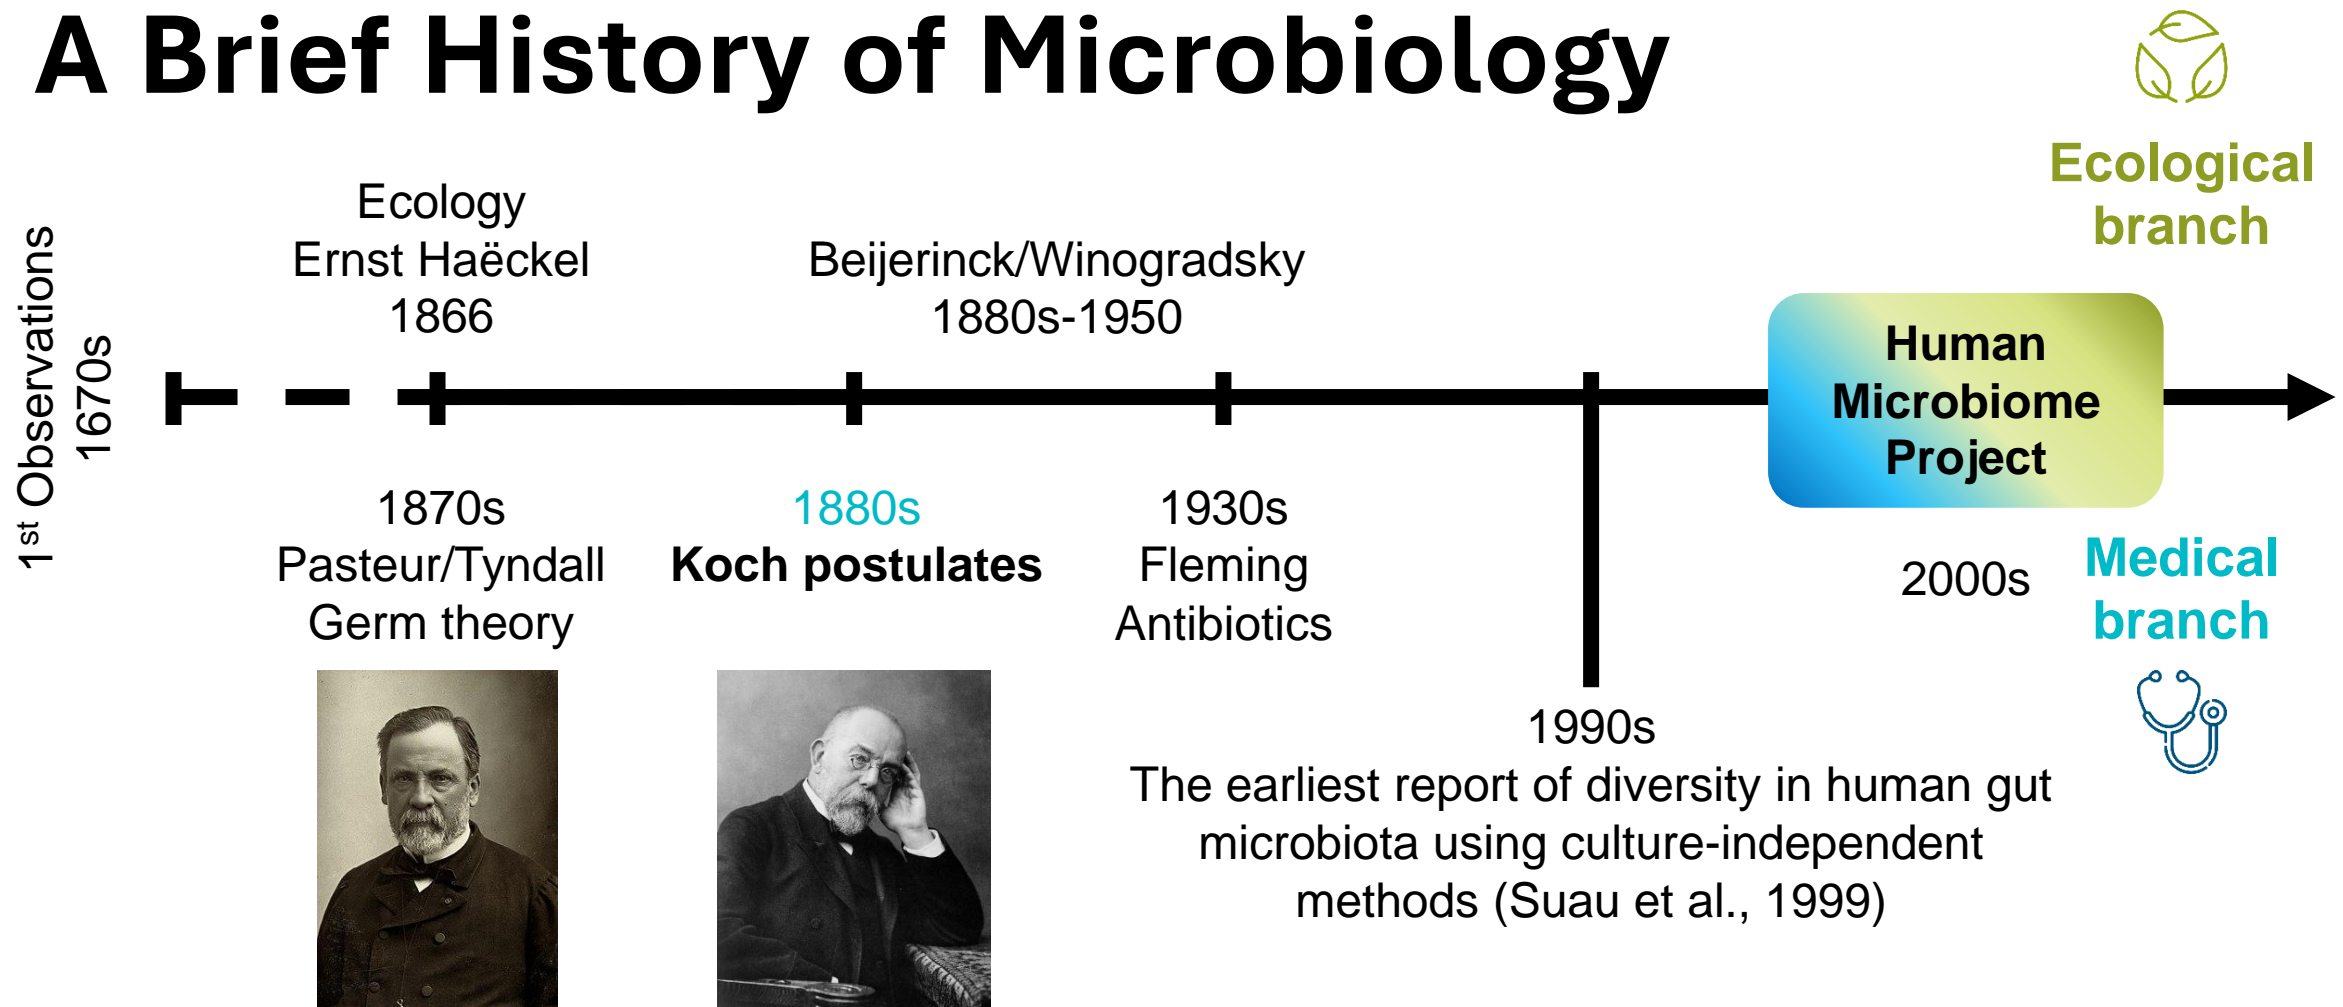 A Brief History of Microbiology
Ecological
branch
1st Observations
1670s
Ecology
Ernst Haëckel
1866
Beijerinck/Winogradsky
1880s-1950
Human
Microbiome
Project
1870s
Pasteur/Tyndall
Germ theory
1880s
Koch postulates
1930s
Fleming
Antibiotics
2000s
Medical
branch
1990s
The earliest report of diversity in human gut
microbiota using culture-independent
methods (Suau et al., 1999)